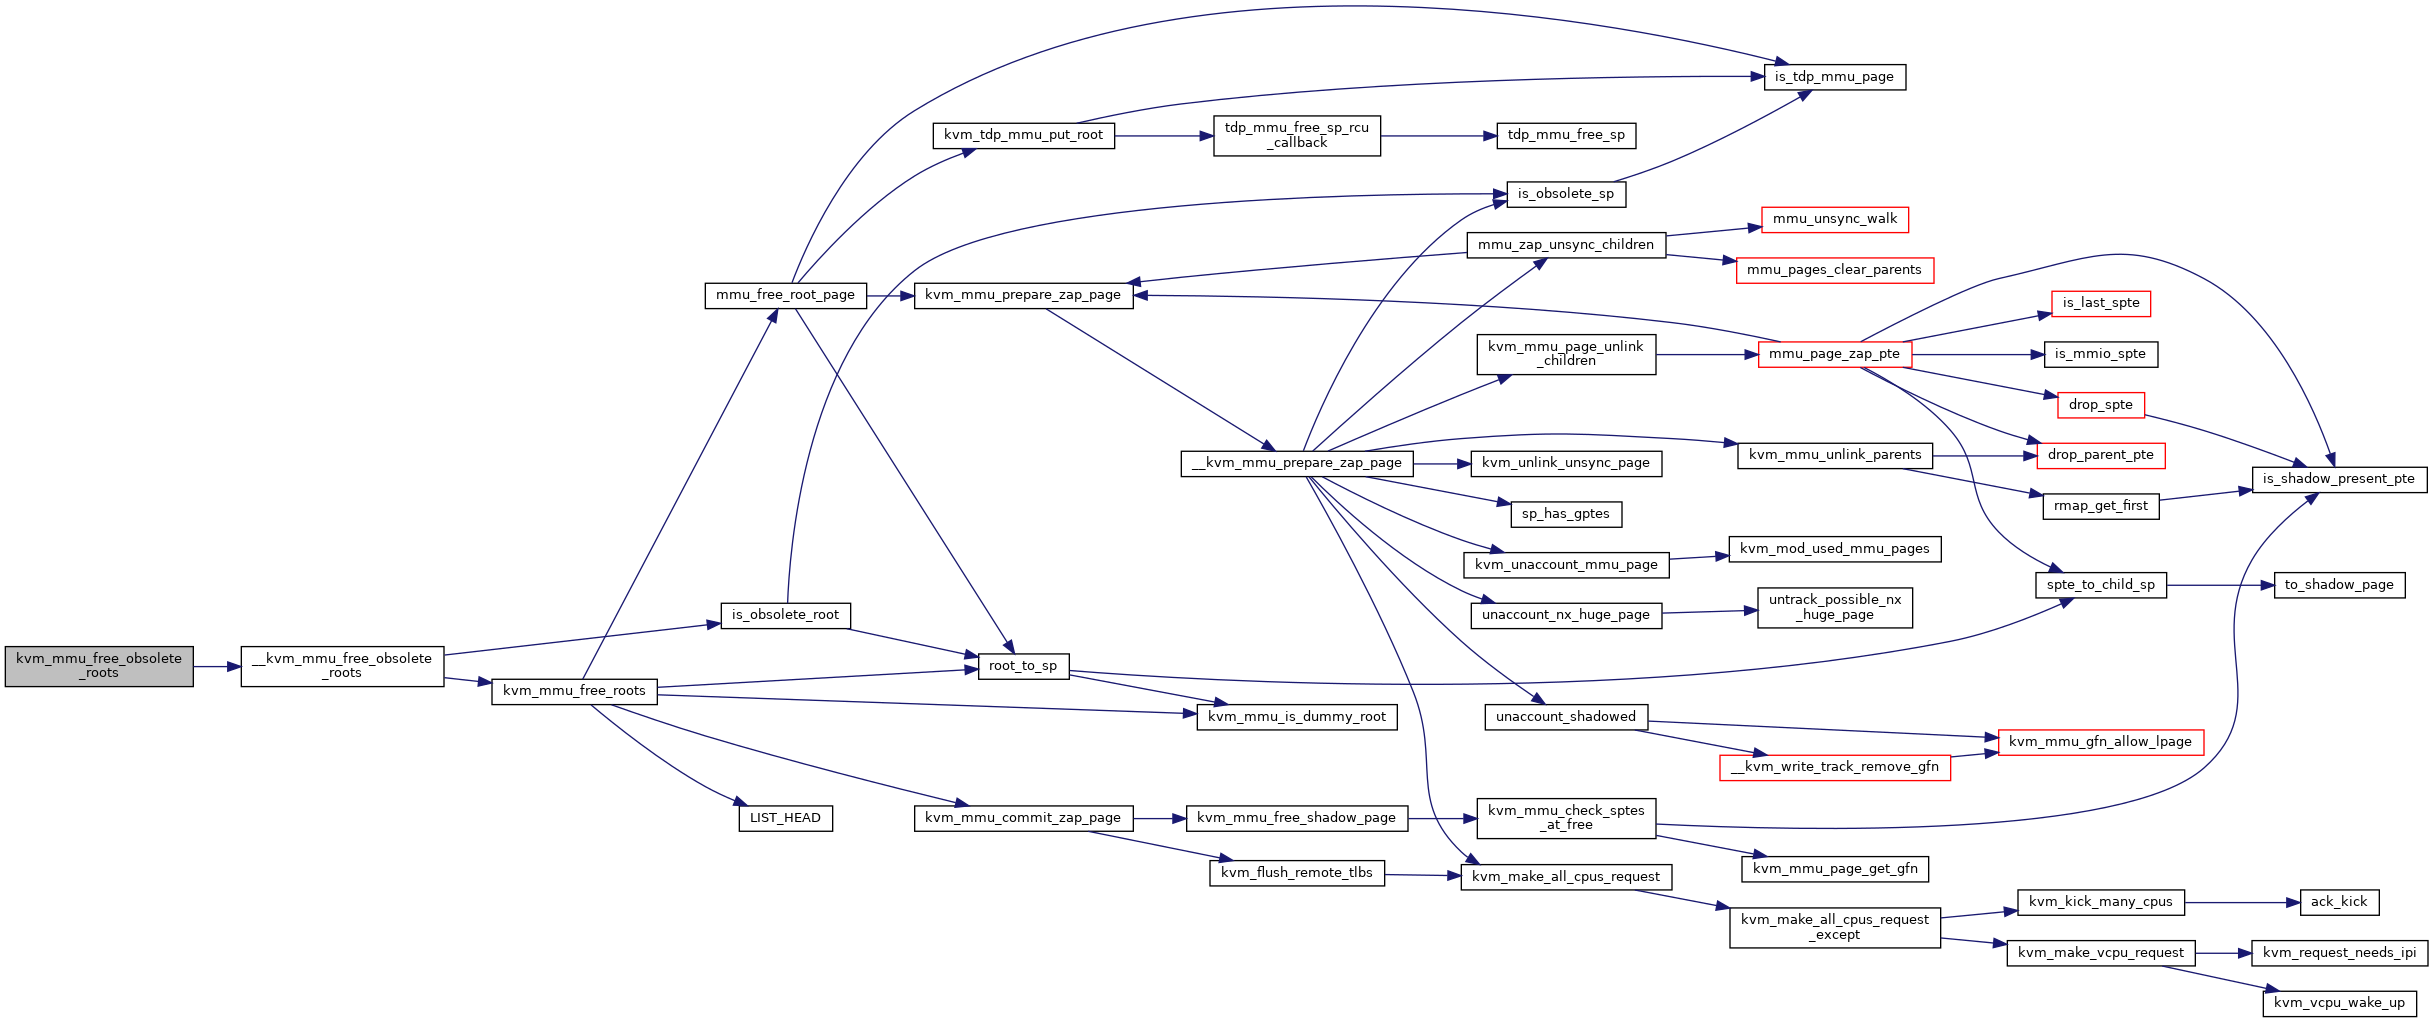 is_tdp_mmu_page
kvm_tdp_mmu_put_root
tdp_mmu_free_sp_rcu
_callback
tdp_mmu_free_sp
is_obsolete_sp
mmu_unsync_walk
mmu_zap_unsync_children
mmu_pages_clear_parents
mmu_free_root_page
kvm_mmu_prepare_zap_page
is_last_spte
kvm_mmu_page_unlink
_children
mmu_page_zap_pte
is_mmio_spte
drop_spte
__kvm_mmu_prepare_zap_page
kvm_unlink_unsync_page
kvm_mmu_unlink_parents
drop_parent_pte
is_shadow_present_pte
sp_has_gptes
rmap_get_first
kvm_unaccount_mmu_page
kvm_mod_used_mmu_pages
spte_to_child_sp
to_shadow_page
is_obsolete_root
unaccount_nx_huge_page
untrack_possible_nx
_huge_page
kvm_mmu_free_obsolete
_roots
__kvm_mmu_free_obsolete
_roots
root_to_sp
kvm_mmu_free_roots
kvm_mmu_is_dummy_root
unaccount_shadowed
kvm_mmu_gfn_allow_lpage
__kvm_write_track_remove_gfn
LIST_HEAD
kvm_mmu_commit_zap_page
kvm_mmu_free_shadow_page
kvm_mmu_check_sptes
_at_free
kvm_flush_remote_tlbs
kvm_make_all_cpus_request
kvm_mmu_page_get_gfn
kvm_make_all_cpus_request
_except
kvm_kick_many_cpus
ack_kick
kvm_make_vcpu_request
kvm_request_needs_ipi
kvm_vcpu_wake_up